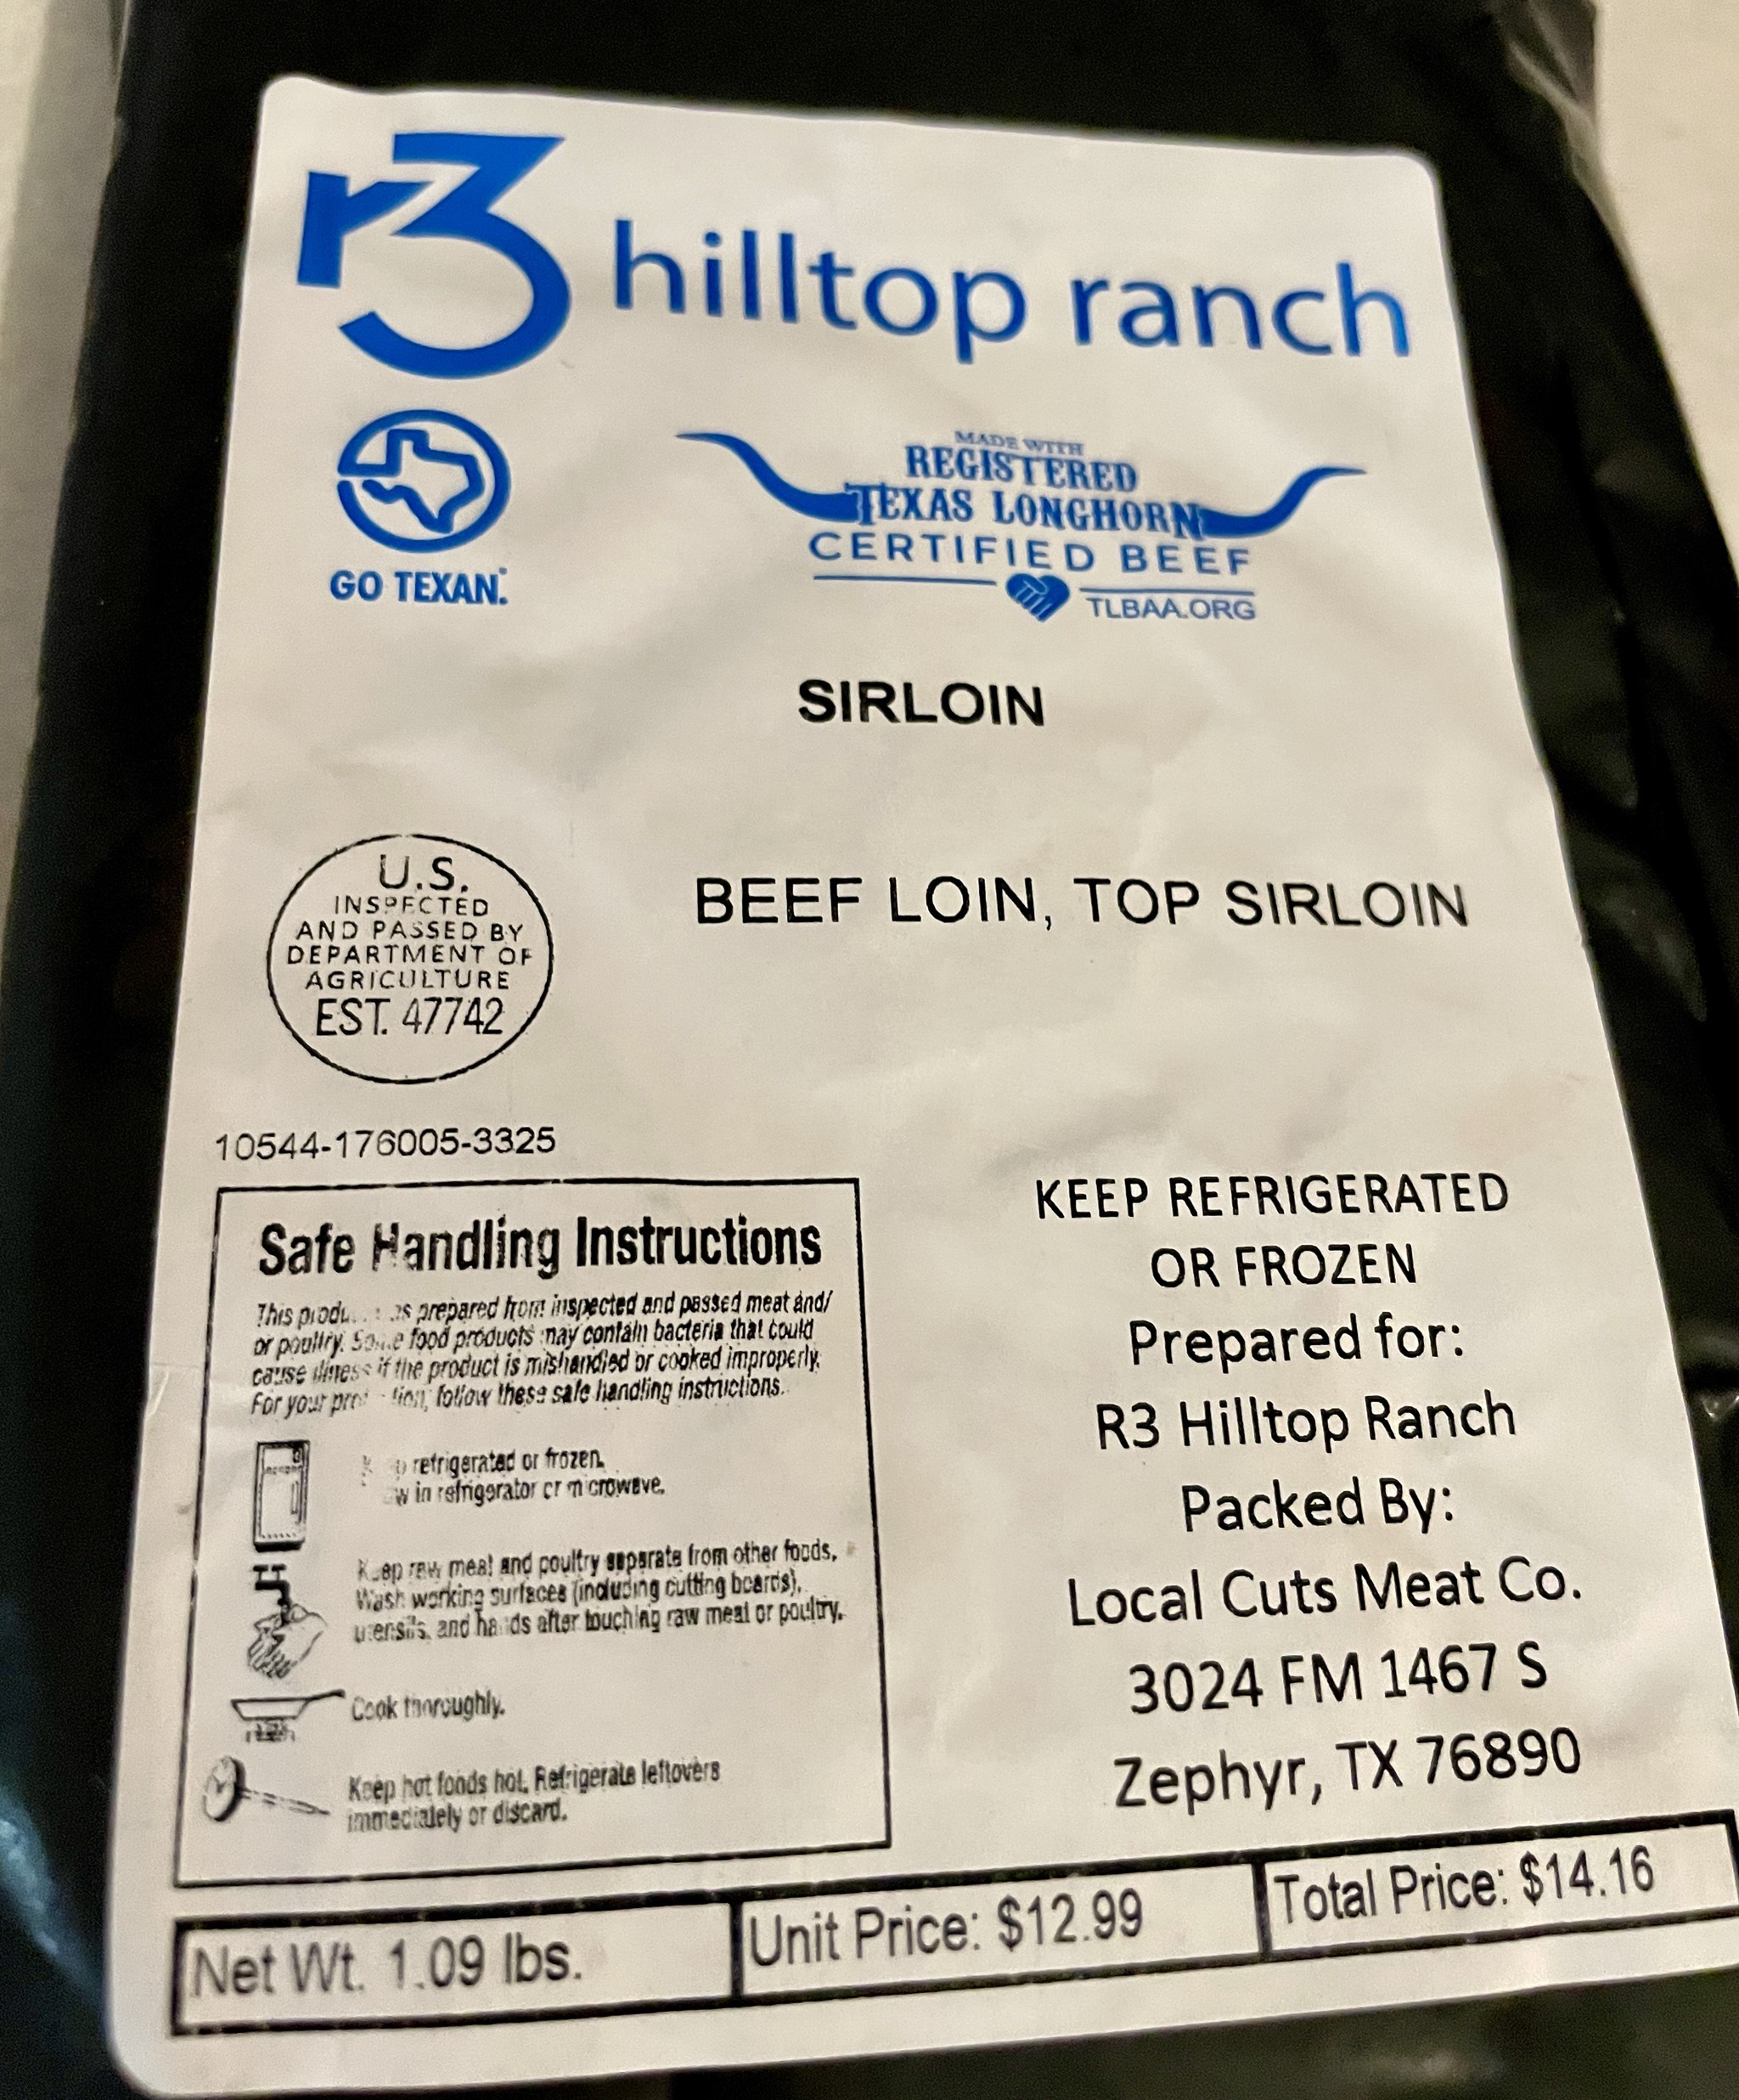 r3 hilltop ranch
GO TEXAN.
MADE WITH
REGISTERED
TEXAS LONGHORN
CERTIFIED BEEF
TLBAA.ORG
SIRLOIN
U.S.
INSPECTED
AND PASSED BY
DEPARTMENT OF
AGRICULTURE
EST. 47742
BEEF LOIN, TOP SIRLOIN
10544-176005-3325
Safe Handling Instructions
This prepared from inspected and passed meat and/
or poultry. Some food products may contain bacteria that could
cause illness if the product is mishandled or cooked improperly.
For your follow these safe handling instructions.
refrigerated or frozen.
in refrigerator or microwave.
Keep raw meat and poultry separate from other foods.
Wash working surfaces (including cutting boards),
utensils, and hands after touching raw meat or poultry.
Cook thoroughly.
Keep hot foods hot. Refrigerate leftovers
immediately or discard.
KEEP REFRIGERATED
OR FROZEN
Prepared for:
R3 Hilltop Ranch
Packed By:
Local Cuts Meat Co.
3024 FM 1467 S
Zephyr, TX 76890
Net Wt. 1.09 lbs.
Unit Price: $12.99
Total Price: $14.16